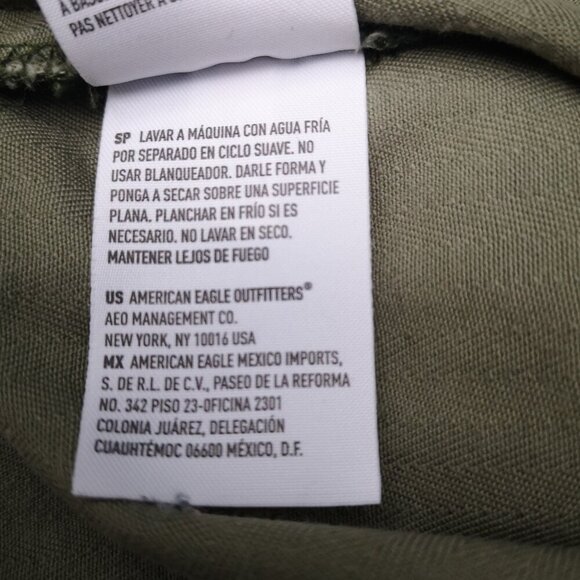 PAS NETTOYER À
SP LAVAR A MÁQUINA CON AGUA FRÍA
POR SEPARADO EN CICLO SUAVE. NO
USAR BLANQUEADOR. DARLE FORMA Y
PONGA A SECAR SOBRE UNA SUPERFICIE
PLANA. PLANCHAR EN FRÍO SI ES
NECESARIO. NO LAVAR EN SECO.
MANTENER LEJOS DE FUEGO
US AMERICAN EAGLE OUTFITTERS®
AEO MANAGEMENT CO.
NEW YORK, NY 10016 USA
MX AMERICAN EAGLE MEXICO IMPORTS,
S. DE R.L. DE C.V., PASEO DE LA REFORMA
NO. 342 PISO 23-OFICINA 2301
COLONIA JUÁREZ, DELEGACIÓN
CUAUHTÉMOC 06600 MÉXICO, D.F.